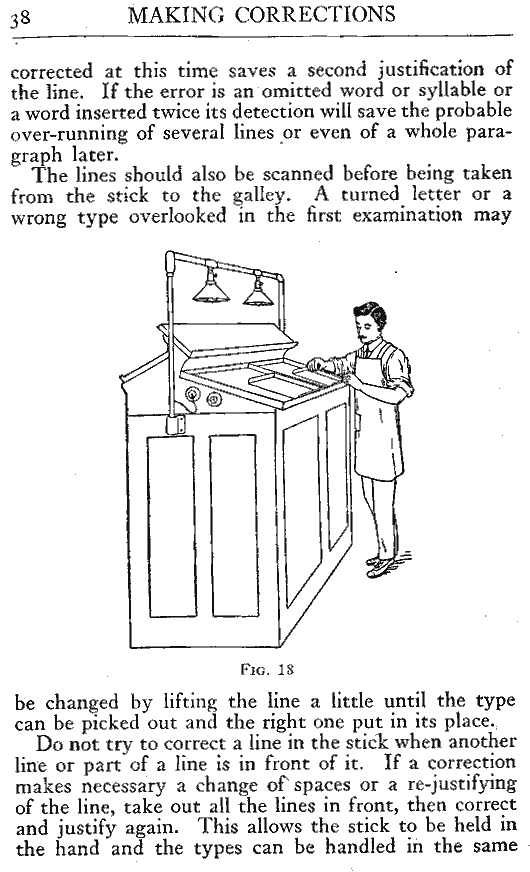 38
MAKING CORRECTIONS
corrected at this time saves a second justification of
the line. If the error is an omitted word or syllable or
a word inserted twice its detection will save the probable
over-running of several lines or even of a whole para-
graph later.
The lines should also be scanned before being taken
from the stick to the galley. A turned letter or a
wrong type overlooked in the first examination may
FIG. 18
be changed by lifting the line a little until the type
can be picked out and the right one put in its place.
Do not try to correct a line in the stick when another
line or part of a line is in front of it. If a correction
makes necessary a change of spaces or a re-justifying
of the line, take out all the lines in front, then correct
and justify again. This allows the stick to be held in
the hand and the types can be handled in the same